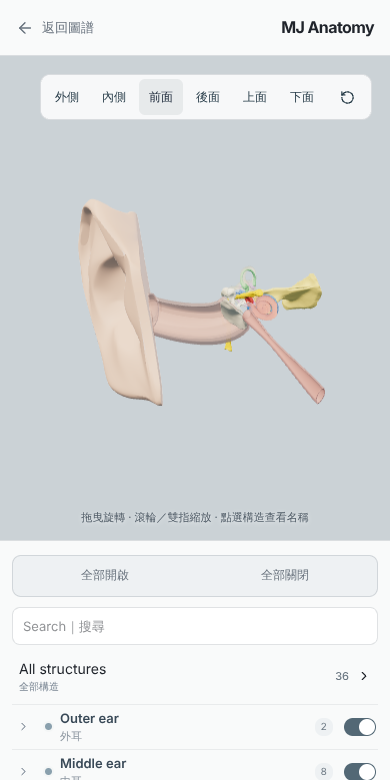 返回圖譜
MJ Anatomy
外側 內側 前面 後面 上面 下面
拖曳旋轉 · 滾輪／雙指縮放 · 點選構造查看名稱
全部開啟 全部關閉
Search｜搜尋
All structures
全部構造
36
Outer ear
外耳
2
Middle ear
中耳
8